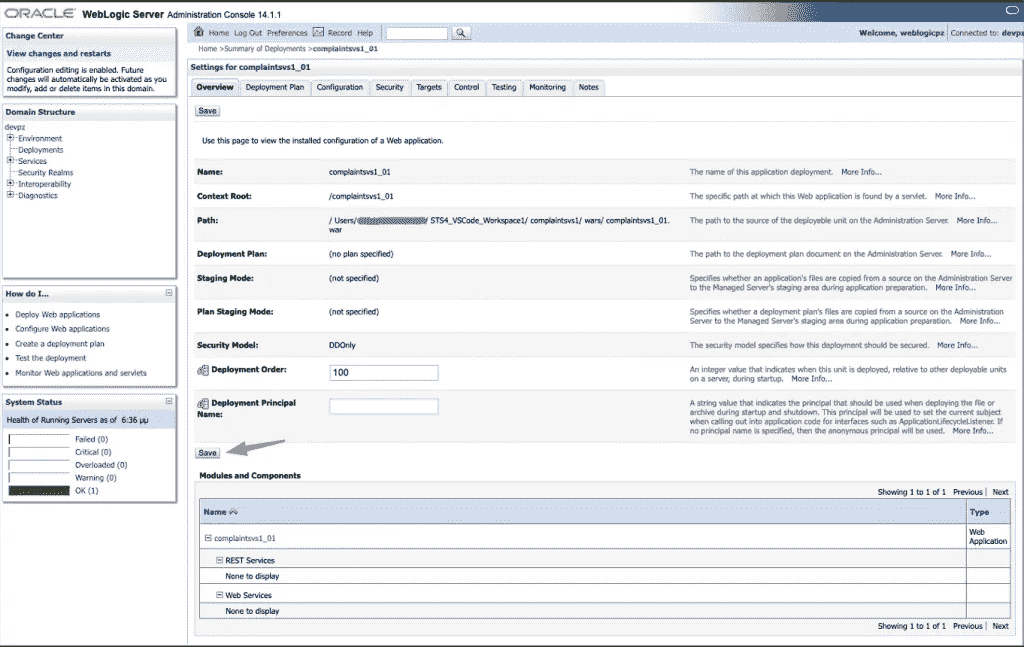 ORACLE WebLogic Server Administration Console 14.1.1
Change Center
View changes and restarts
Configuration editing is enabled. Future
changes will automatically be activated as you
modify, add or delete items in this domain.
Domain Structure
devpz
Environment
Deployments
Services
Security Realms
Interoperability
Diagnostics
How do I...
Deploy Web applications
Configure Web applications
Create a deployment plan
Test the deployment
Monitor Web applications and servlets
System Status
Health of Running Servers as of 6:36 μμ
Failed (0)
Critical (0)
Overloaded (0)
Warning (0)
OK (1)
Home Log Out Preferences Record Help
Welcome, weblogicpz Connected to: devpz
Home >Summary of Deployments >complaintsvs1_01
Settings for complaintsvs1_01
Overview Deployment Plan Configuration Security Targets Control Testing Monitoring Notes
Save
Use this page to view the installed configuration of a Web application.
Name: complaintsvs1_01 The name of this application deployment. More Info...
Context Root: /complaintsvs1_01 The specific path at which this Web application is found by a servlet. More Info...
Path: / Users/ / STS4_VSCode_Workspace1/ complaintsv1/ wars/ complaintsvs1_01. The path to the source of the deployable unit on the Administration Server. More Info...
war
Deployment Plan: (no plan specified) The path to the deployment plan document on the Administration Server. More Info...
Staging Mode: (not specified) Specifies whether an application's files are copied from a source on the Administration Server
to the Managed Server's staging area during application preparation. More Info...
Plan Staging Mode: (not specified) Specifies whether a deployment plan's files are copied from a source on the Administration
Server to the Managed Server's staging area during application preparation. More Info...
Security Model: DDOnly The security model specifies how this deployment should be secured. More Info...
Deployment Order: 100 An integer value that indicates when this unit is deployed, relative to other deployable units
on a server, during startup. More Info...
Deployment Principal
Name:
A string value that indicates the principal that should be used when deploying the file or
archive during startup and shutdown. This principal will be used to set the current subject
when calling out into application code for interfaces such as ApplicationLifecycleListener. If
no principal name is specified, then the anonymous principal will be used. More Info...
Save
Modules and Components
Showing 1 to 1 of 1 Previous | Next
Name Type
complaintsvs1_01 Web
Application
REST Services
None to display
Web Services
None to display
Showing 1 to 1 of 1 Previous | Next